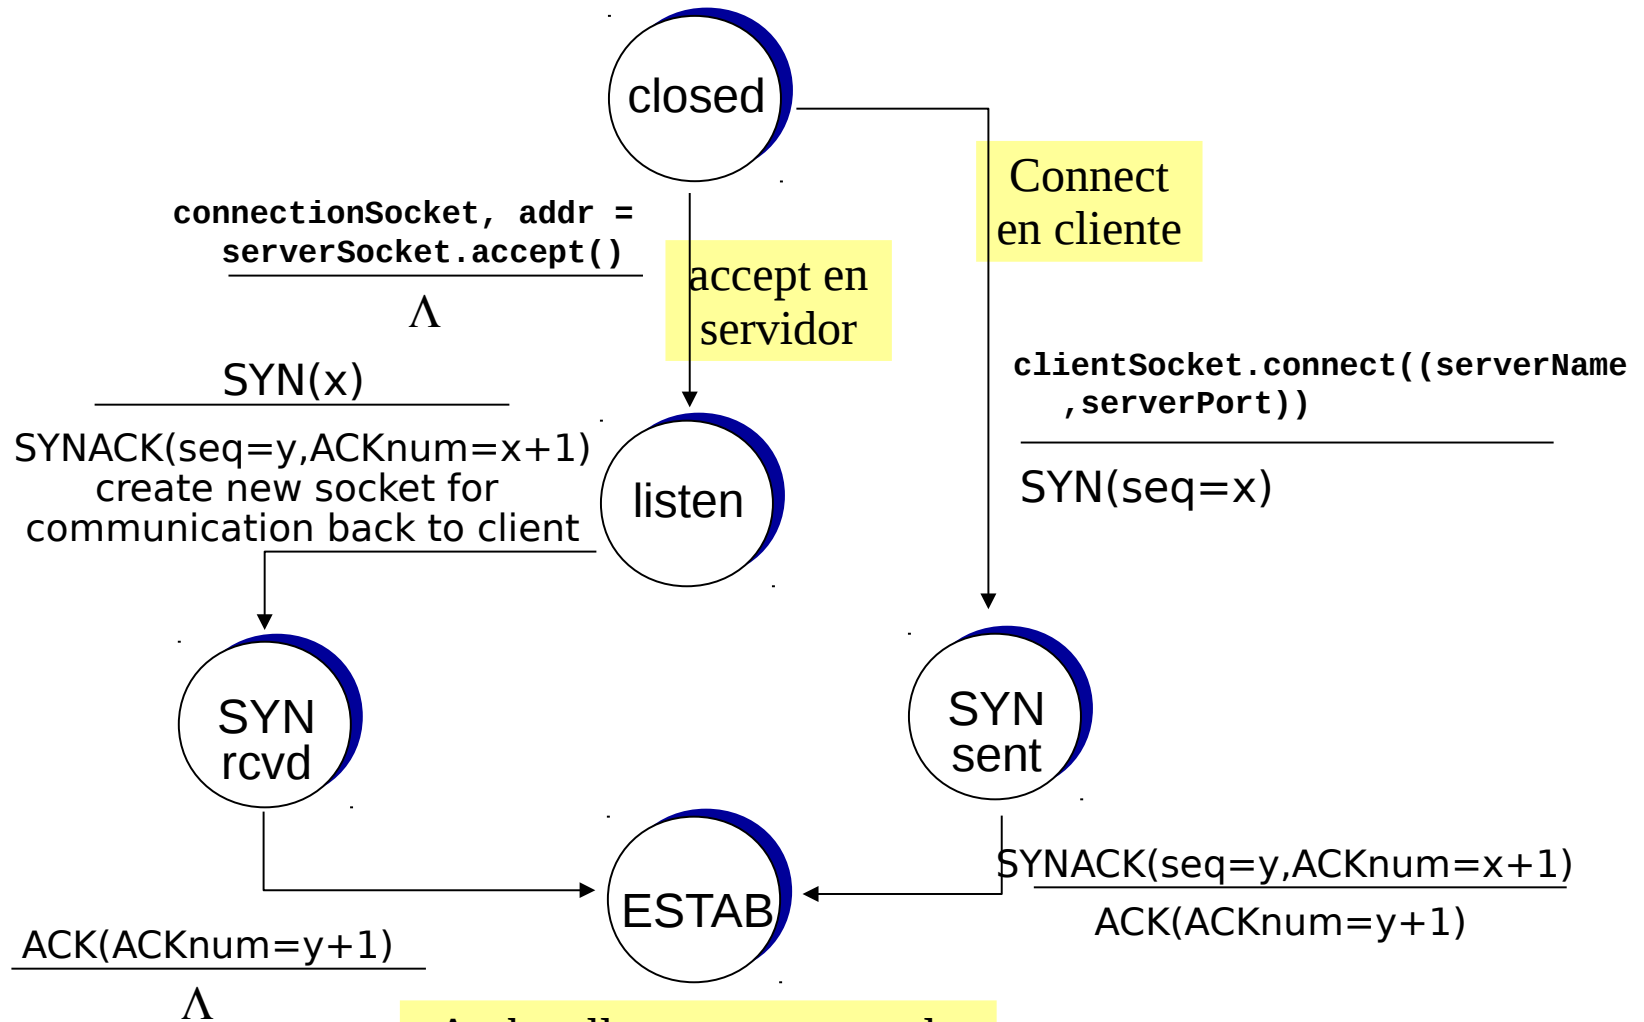 closed
Connect
en cliente
connectionSocket, addr =
serverSocket.accept()
Λ
accept en
servidor
SYN(x)
SYNACK(seq=y,ACKnum=x+1)
create new socket for
communication back to client
clientSocket.connect((serverName
,serverPort))
SYN(seq=x)
listen
SYN
rcvd
SYN
sent
SYNACK(seq=y,ACKnum=x+1)
ACK(ACKnum=y+1)
ESTAB
ACK(ACKnum=y+1)
Λ